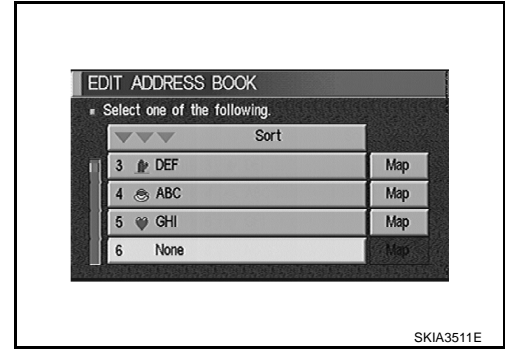 EDIT ADDRESS BOOK
Select one of the following.
Sort
3 DEF Map
4 ABC Map
5 GHI Map
6 None Map
SKIA3511E